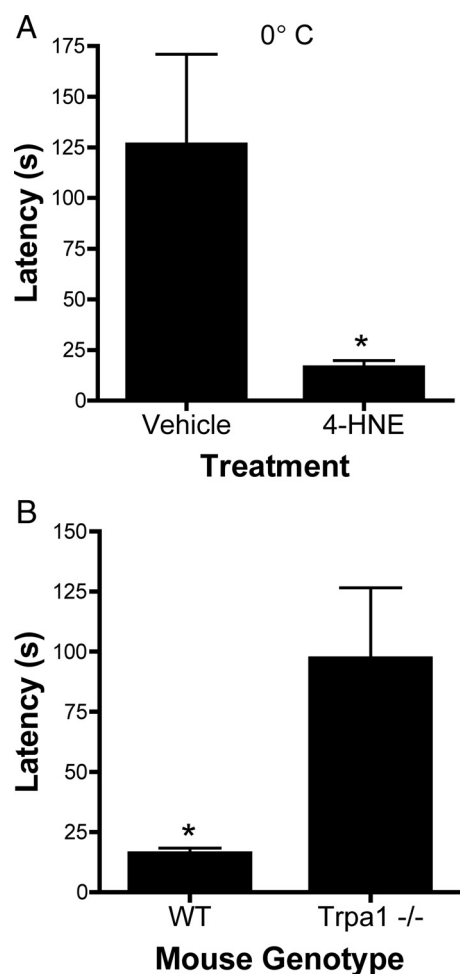 A
0° C
175
150
125
100
75
50
25
0
Latency (s)
*
Vehicle 4-HNE
Treatment
B
150
125
100
75
50
25
0
Latency (s)
*
WT Trpa1 -/-
Mouse Genotype